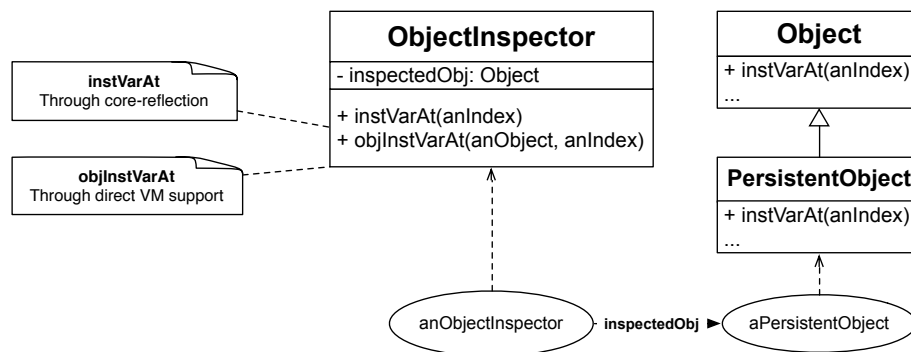 ObjectInspector
- inspectedObj: Object
+ instVarAt(anIndex)
+ objInstVarAt(anObject, anIndex)
instVarAt
Through core-reflection
objInstVarAt
Through direct VM support
Object
+ instVarAt(anIndex)
...
PersistentObject
+ instVarAt(anIndex)
...
anObjectInspector
inspectedObj
aPersistentObject